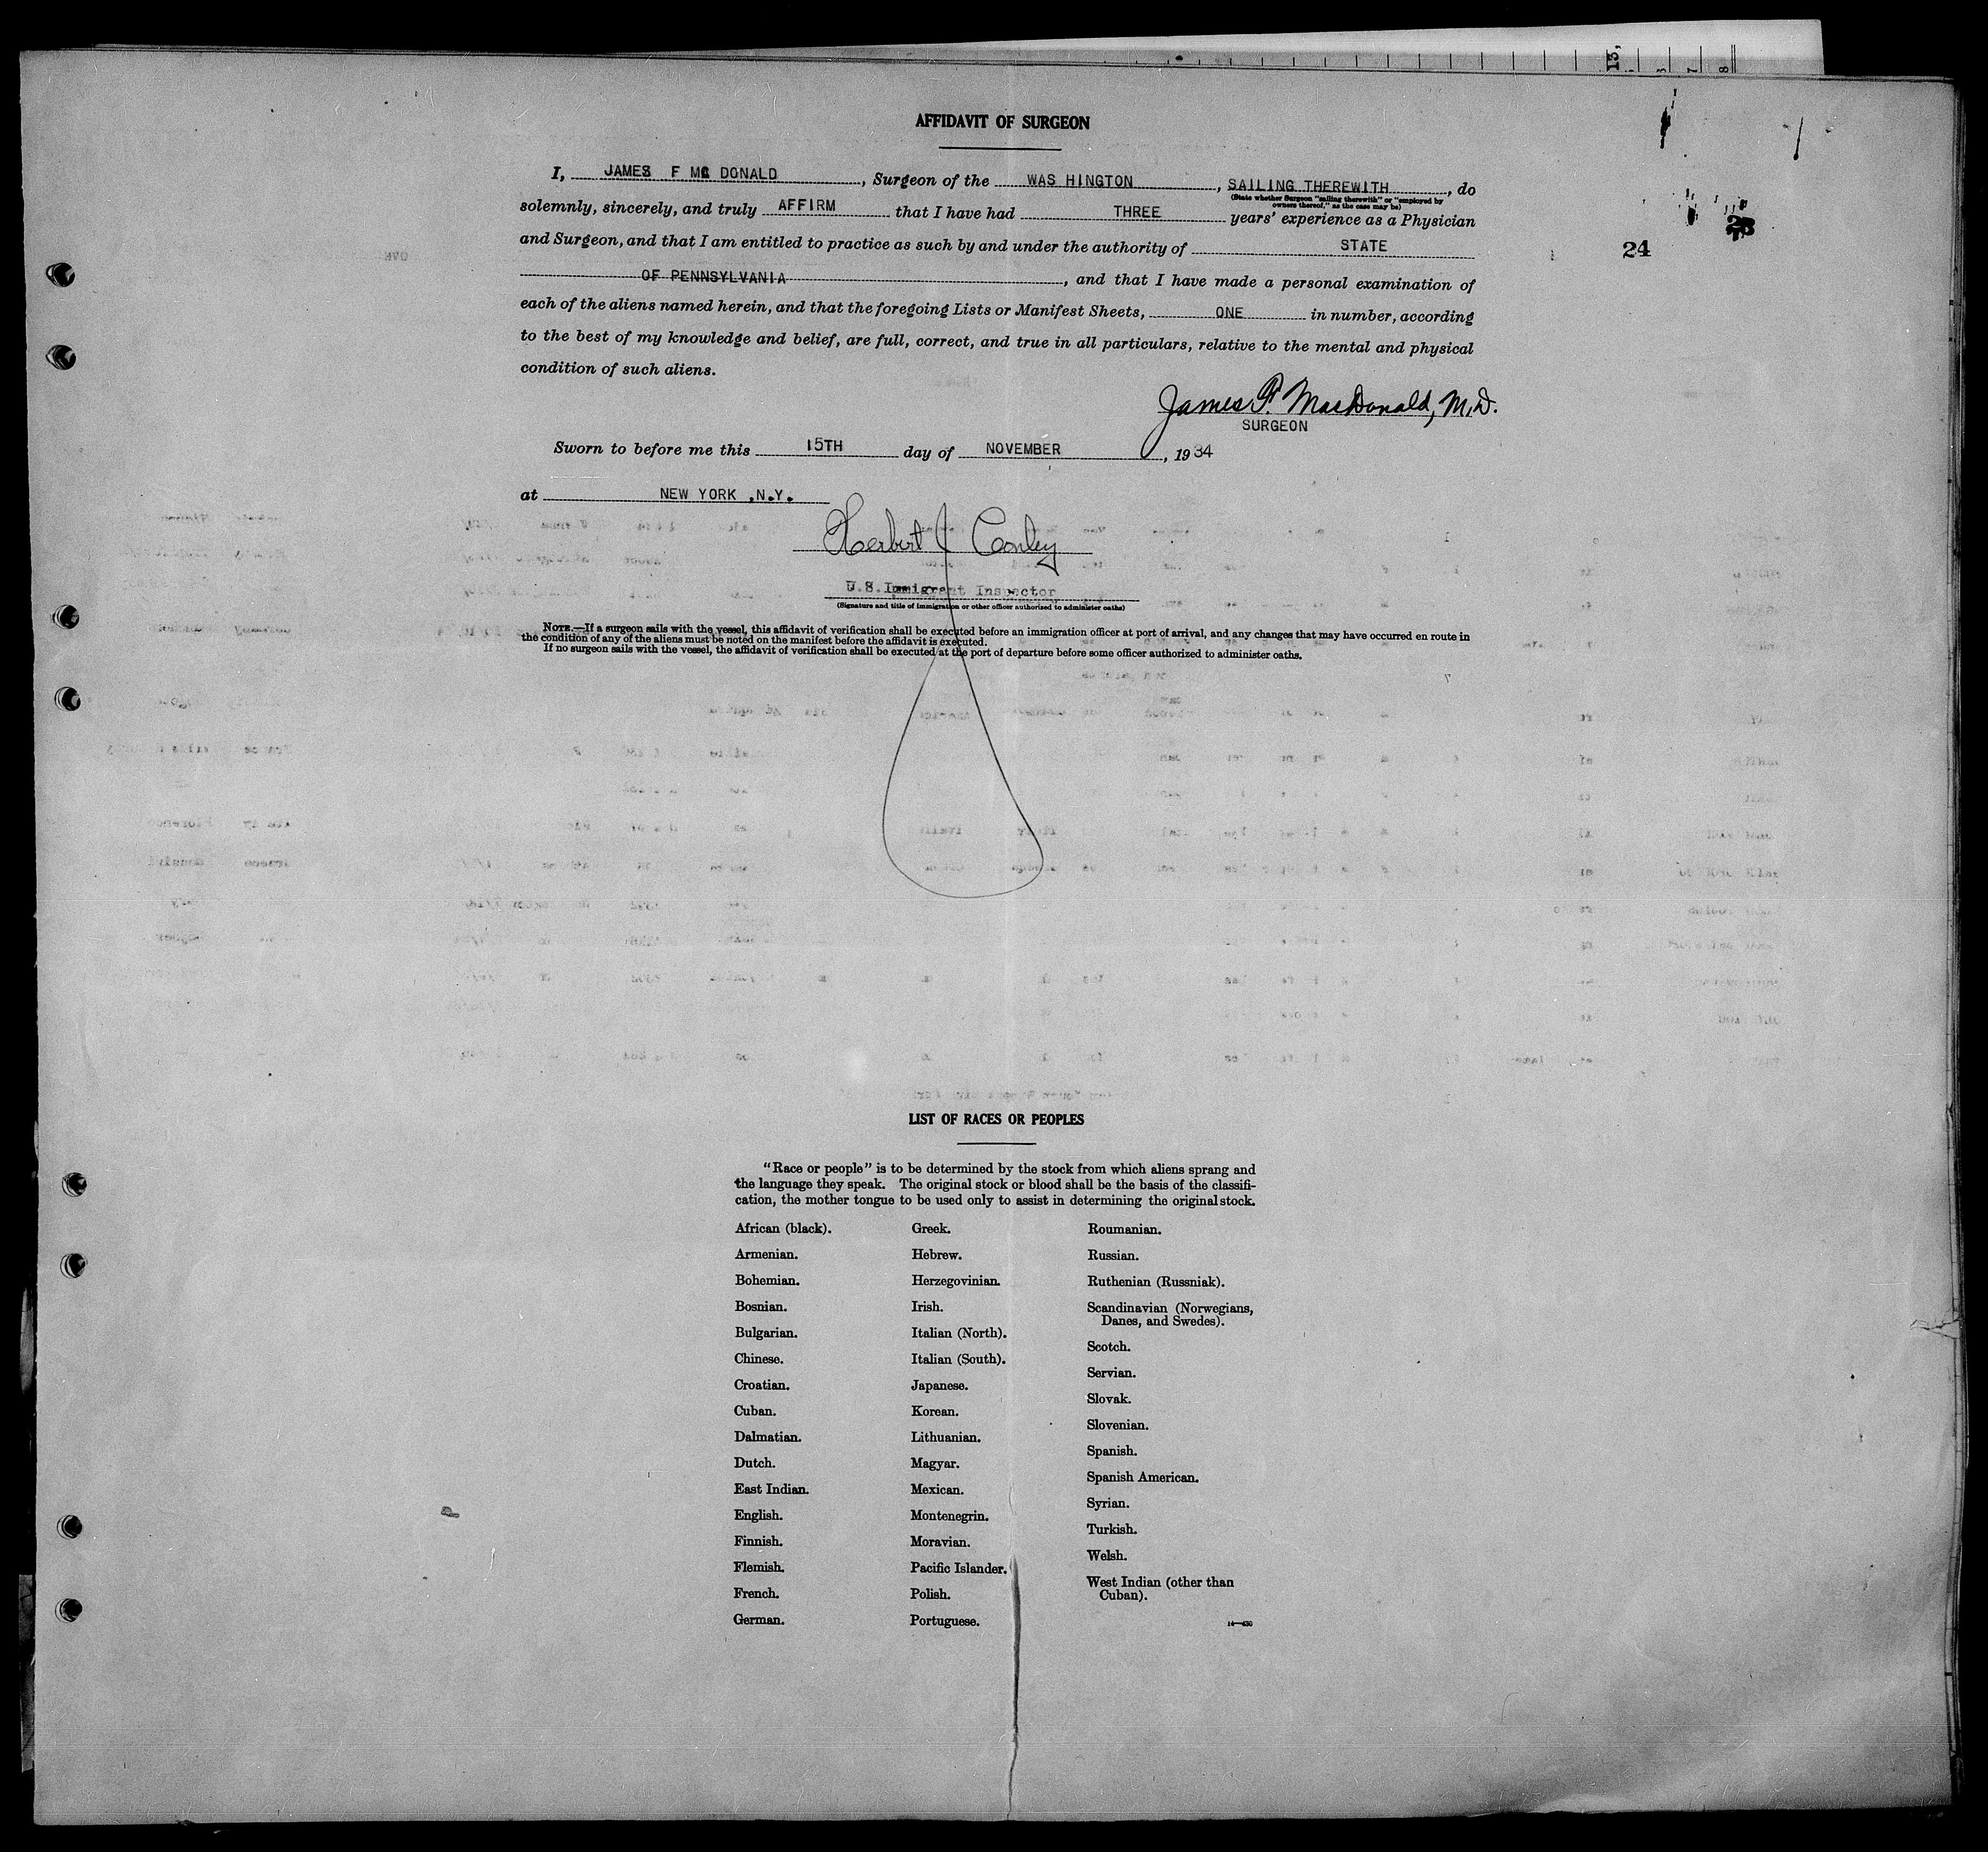 AFFIDAVIT OF SURGEON
I, JAMES F MC DONALD, Surgeon of the WAS HINGTON, SAILING THEREWITH, do
(State whether Surgeon "sailing therewith" or "employed by
owners thereof," as the case may be)
solemnly, sincerely, and truly AFFIRM that I have had THREE years' experience as a Physician
and Surgeon, and that I am entitled to practice as such by and under the authority of STATE
24
OF PENNSYLVANIA, and that I have made a personal examination of
each of the aliens named herein, and that the foregoing Lists or Manifest Sheets, ONE in number, according
to the best of my knowledge and belief, are full, correct, and true in all particulars, relative to the mental and physical
condition of such aliens.
James F. MacDonald, M.D.
SURGEON
Sworn to before me this 15TH day of NOVEMBER, 1934
at NEW YORK .N.Y.
Herbert J Conley
U.S. Immigrant Inspector
(Signature and title of immigration or other officer authorized to administer oaths)
NOTE.—If a surgeon sails with the vessel, this affidavit of verification shall be executed before an immigration officer at port of arrival, and any changes that may have occurred en route in
the condition of any of the aliens must be noted on the manifest before the affidavit is executed.
If no surgeon sails with the vessel, the affidavit of verification shall be executed at the port of departure before some officer authorized to administer oaths.
LIST OF RACES OR PEOPLES
"Race or people" is to be determined by the stock from which aliens sprang and
the language they speak. The original stock or blood shall be the basis of the classifi-
cation, the mother tongue to be used only to assist in determining the original stock.
African (black).
Armenian.
Bohemian.
Bosnian.
Bulgarian.
Chinese.
Croatian.
Cuban.
Dalmatian.
Dutch.
East Indian.
English.
Finnish.
Flemish.
French.
German.
Greek.
Hebrew.
Herzegovinian.
Irish.
Italian (North).
Italian (South).
Japanese.
Korean.
Lithuanian.
Magyar.
Mexican.
Montenegrin.
Moravian.
Pacific Islander.
Polish.
Portuguese.
Roumanian.
Russian.
Ruthenian (Russniak).
Scandinavian (Norwegians,
Danes, and Swedes).
Scotch.
Servian.
Slovak.
Slovenian.
Spanish.
Spanish American.
Syrian.
Turkish.
Welsh.
West Indian (other than
Cuban).